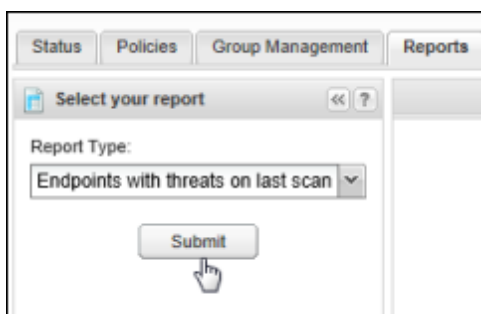 Status Policies Group Management Reports
Select your report « ?
Report Type:
Endpoints with threats on last scan
Submit